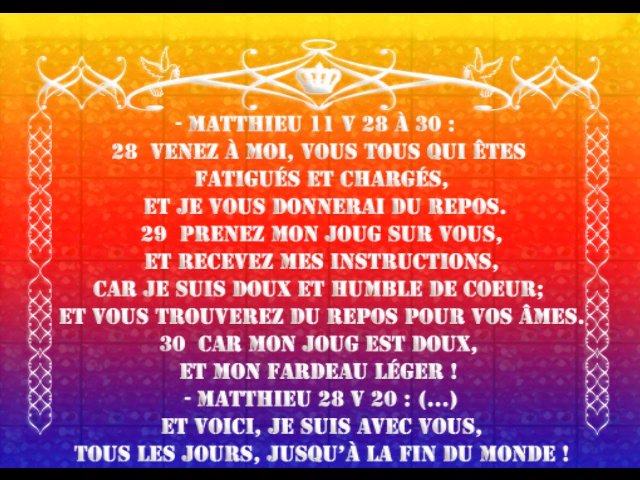 - MATTHIEU 11 V 28 À 30 :
28 VENEZ À MOI, VOUS TOUS QUI ÊTES
FATIGUÉS ET CHARGÉS,
ET JE VOUS DONNERAI DU REPOS.
29 PRENEZ MON JOUG SUR VOUS,
ET RECEVEZ MES INSTRUCTIONS,
CAR JE SUIS DOUX ET HUMBLE DE COEUR;
ET VOUS TROUVEREZ DU REPOS POUR VOS ÂMES.
30 CAR MON JOUG EST DOUX,
ET MON FARDEAU LÉGER !
- MATTHIEU 28 V 20 : (...)
ET VOICI, JE SUIS AVEC VOUS,
TOUS LES JOURS, JUSQU'À LA FIN DU MONDE !